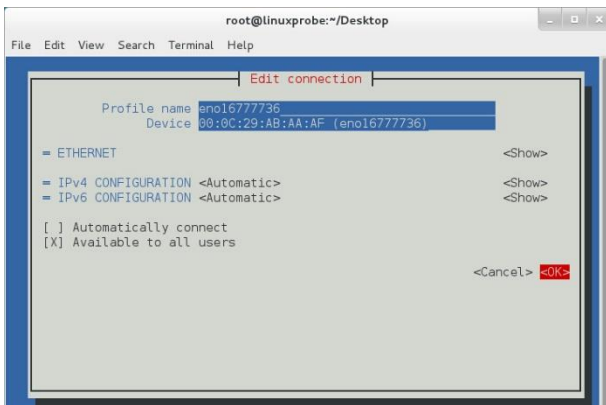 root@linuxprobe:~/Desktop
File Edit View Search Terminal Help
Edit connection
Profile name eno16777736
Device 00:0C:29:AB:AA:AF (eno16777736)
= ETHERNET <Show>
= IPv4 CONFIGURATION <Automatic> <Show>
= IPv6 CONFIGURATION <Automatic> <Show>
[ ] Automatically connect
[X] Available to all users
<Cancel> <OK>